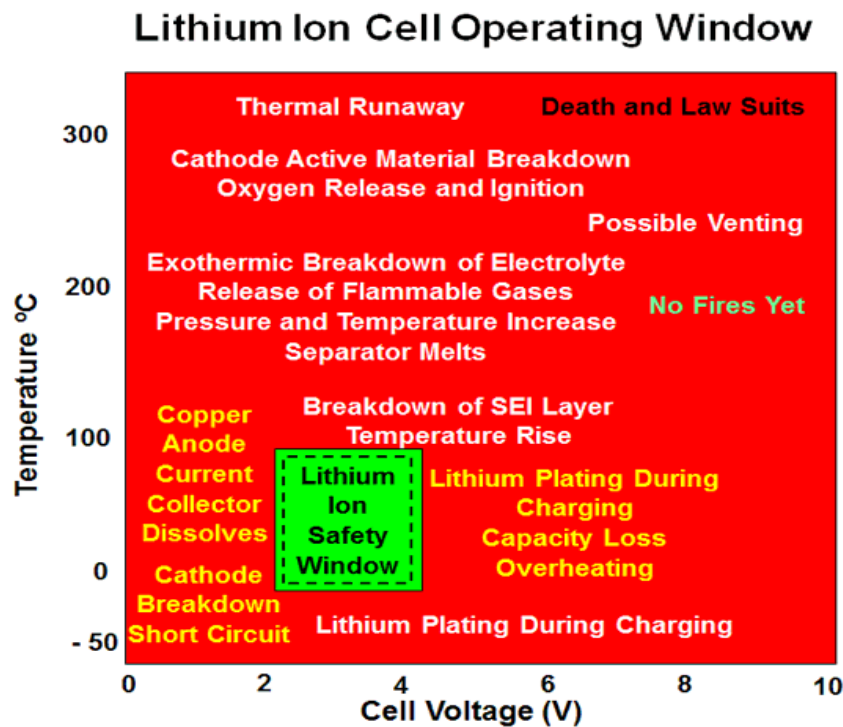 Lithium Ion Cell Operating Window
Thermal Runaway
Death and Law Suits
300
Cathode Active Material Breakdown
Oxygen Release and Ignition
Possible Venting
Exothermic Breakdown of Electrolyte
200
Release of Flammable Gases
No Fires Yet
Pressure and Temperature Increase
Separator Melts
Temperature ºC
Breakdown of SEI Layer
100
Temperature Rise
Copper
Anode
Current
Collector
Dissolves
Lithium
Ion
Safety
Window
Lithium Plating During
Charging
Capacity Loss
Overheating
0
Cathode
Breakdown
Short Circuit
Lithium Plating During Charging
- 50
0 2 4 6 8 10
Cell Voltage (V)